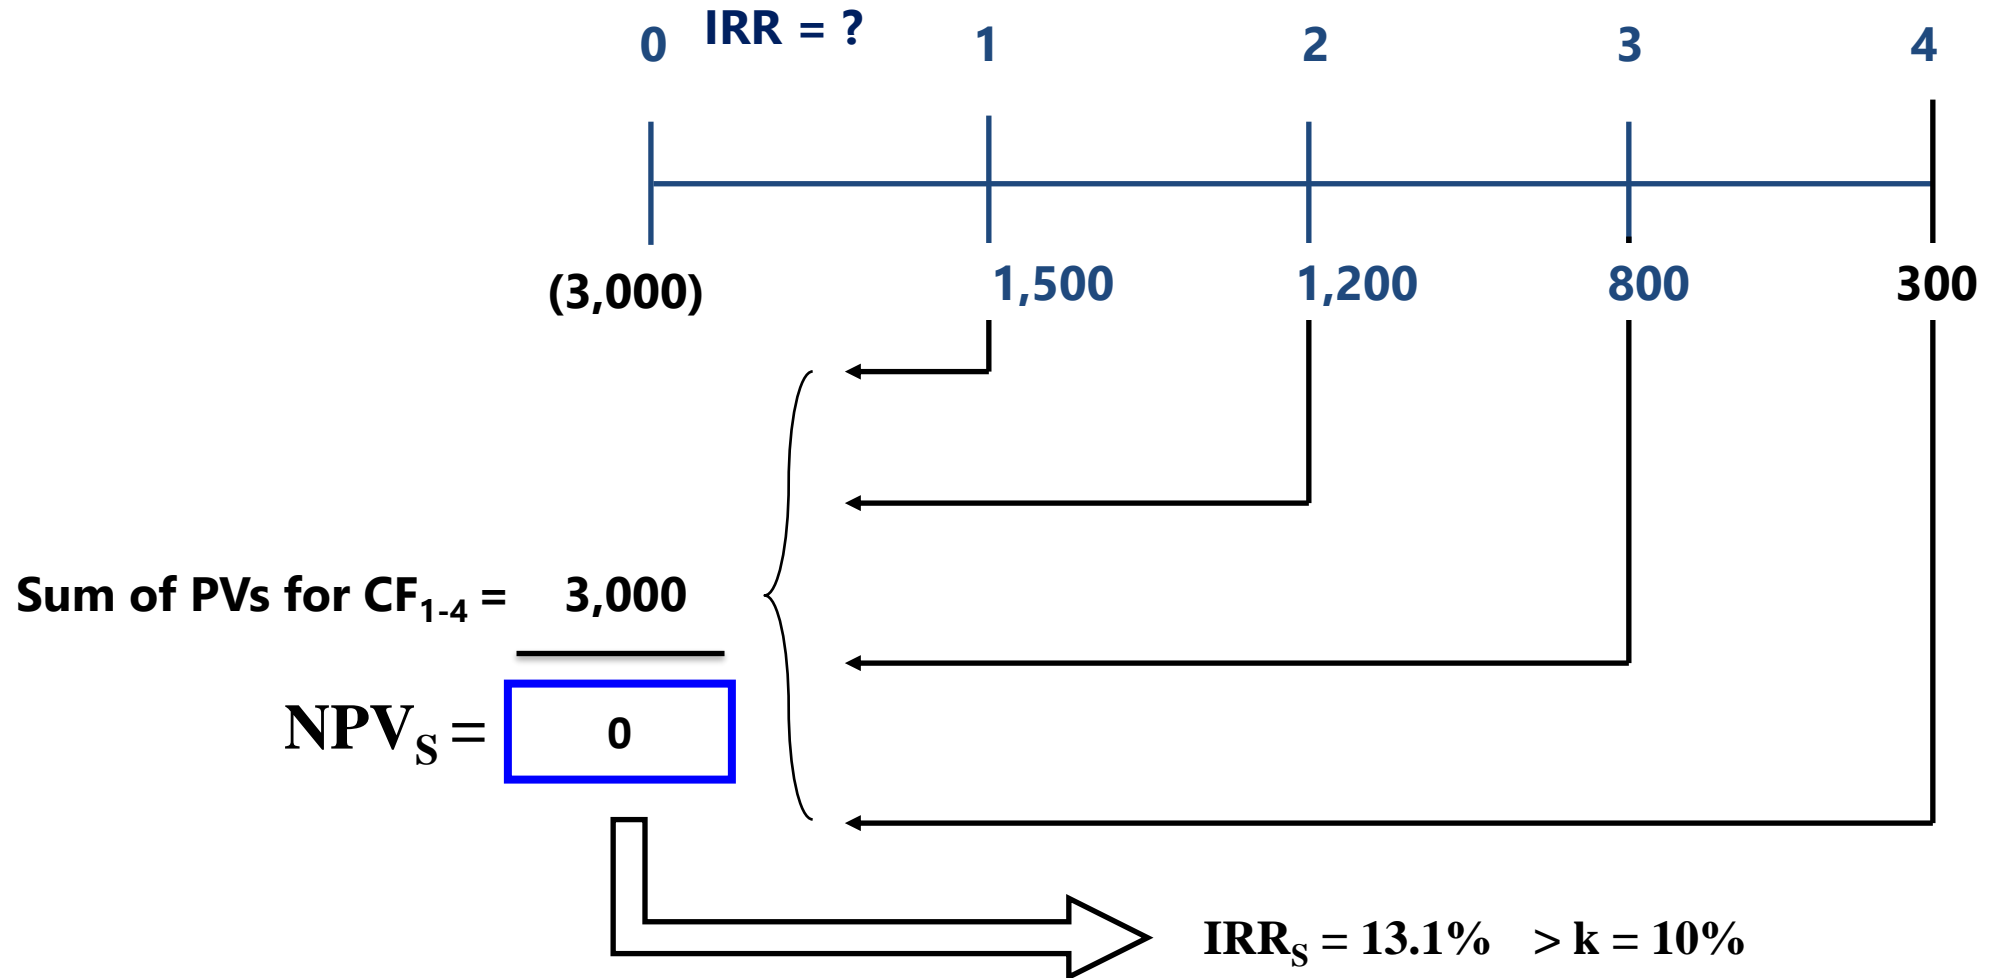 0 IRR = ? 1 2 3 4
(3,000) 1,500 1,200 800 300
Sum of PVs for CF1-4 = 3,000
NPVS = 0
IRRS = 13.1% > k = 10%